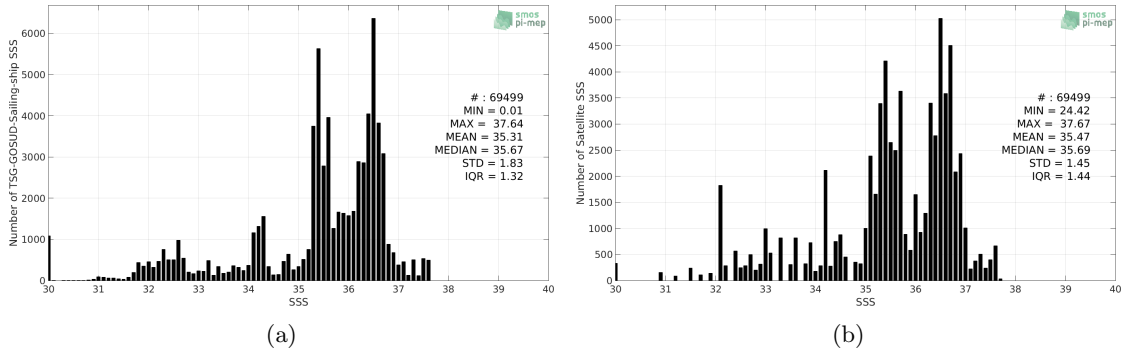 smos
pi-mep
Number of TSG-GOSUD-Sailing-ship SSS
6000
5000
4000
3000
2000
1000
0
# : 69499
MIN = 0.01
MAX = 37.64
MEAN = 35.31
MEDIAN = 35.67
STD = 1.83
IQR = 1.32
30 31 32 33 34 35 36 37 38 39 40
SSS
(a)
smos
pi-mep
Number of Satellite SSS
5000
4500
4000
3500
3000
2500
2000
1500
1000
500
0
# : 69499
MIN = 24.42
MAX = 37.67
MEAN = 35.47
MEDIAN = 35.69
STD = 1.45
IQR = 1.44
30 31 32 33 34 35 36 37 38 39 40
SSS
(b)